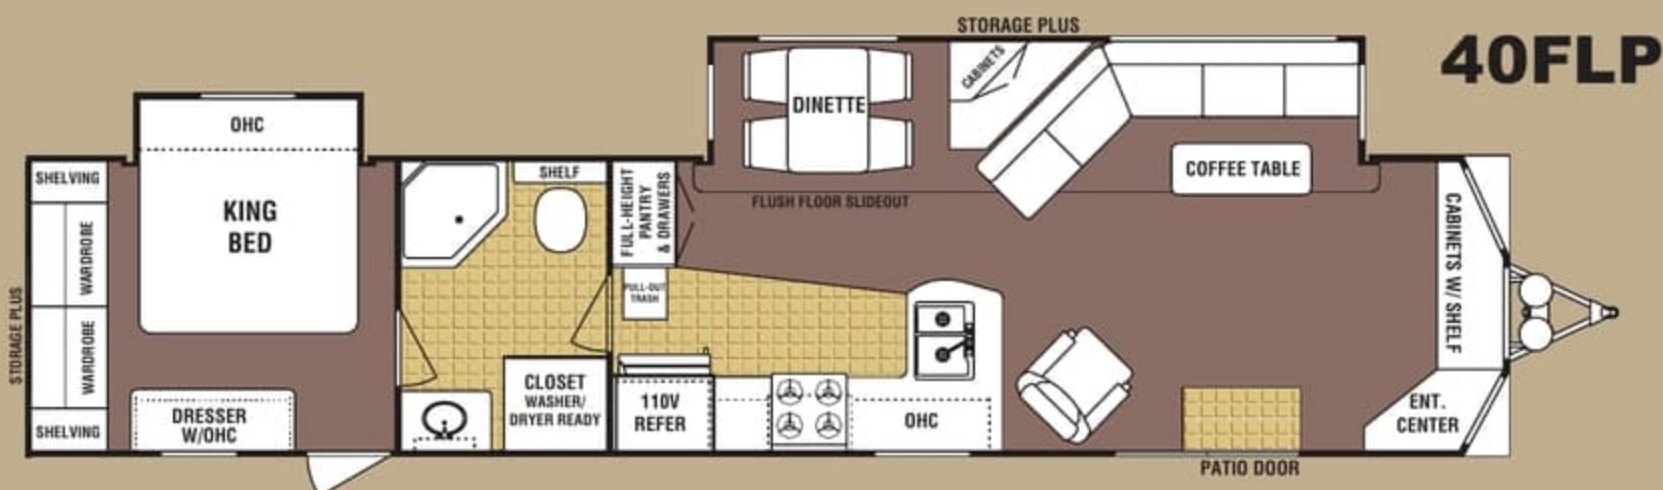 STORAGE PLUS
40FLP
CABINETS
DINETTE
OHC
COFFEE TABLE
SHELVING
SHELF
KING
BED
FULL-HEIGHT
PANTRY
& DRAWERS
FLUSH FLOOR SLIDEOUT
WARDROBE
CABINETS W/ SHELF
PULL-OUT
TRASH
STORAGE PLUS
WARDROBE
CLOSET
WASHER/
DRYER READY
110V
REFER
OHC
ENT.
CENTER
DRESSER
W/OHC
SHELVING
PATIO DOOR